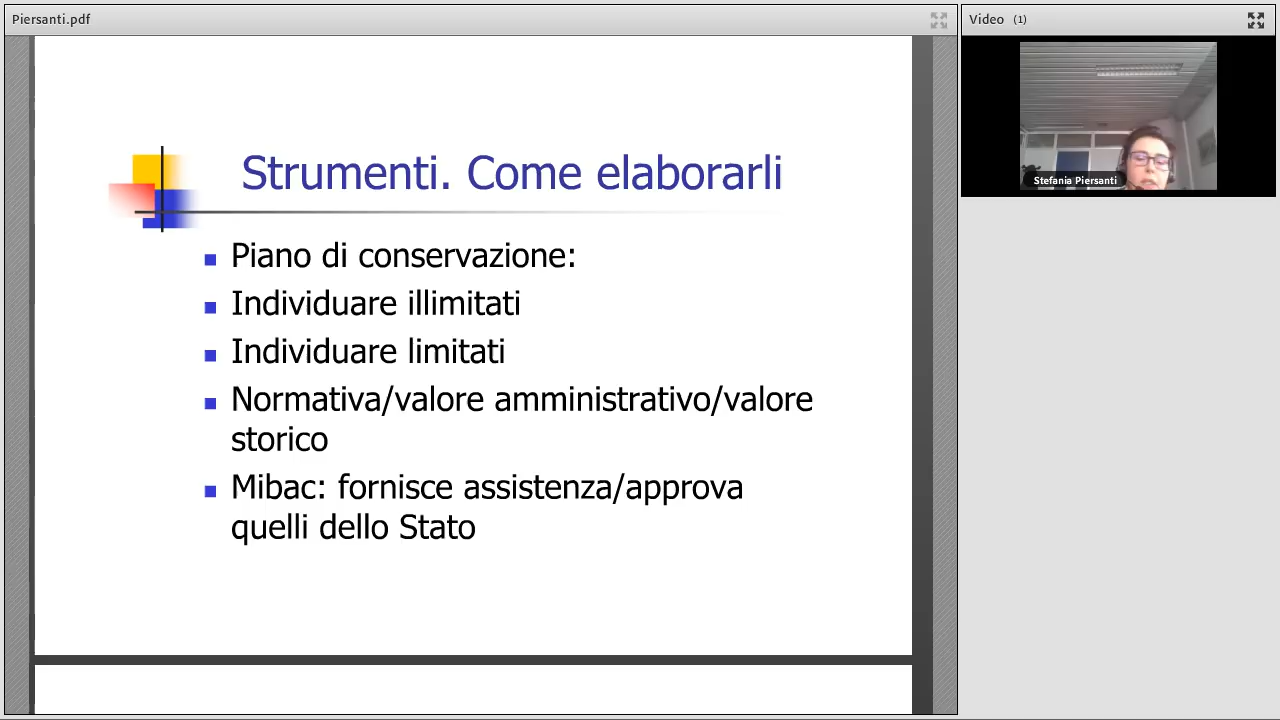 Piersanti.pdf
Video (1)
Stefania Piersanti
Strumenti. Come elaborarli
Piano di conservazione:
Individuare illimitati
Individuare limitati
Normativa/valore amministrativo/valore
storico
Mibac: fornisce assistenza/approva
quelli dello Stato